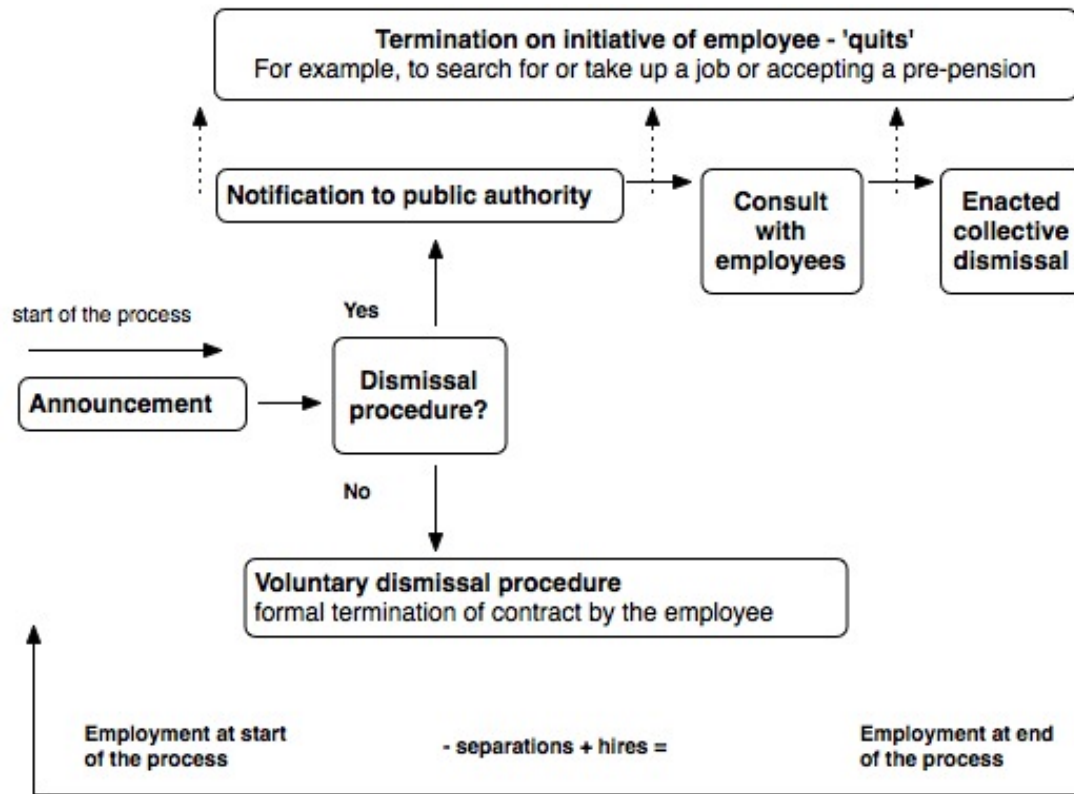 Termination on initiative of employee - 'quits'
For example, to search for or take up a job or accepting a pre-pension
Notification to public authority
Consult
with
employees
Enacted
collective
dismissal
Yes
start of the process
Announcement
Dismissal
procedure?
No
Voluntary dismissal procedure
formal termination of contract by the employee
Employment at start
of the process
- separations + hires =
Employment at end
of the process